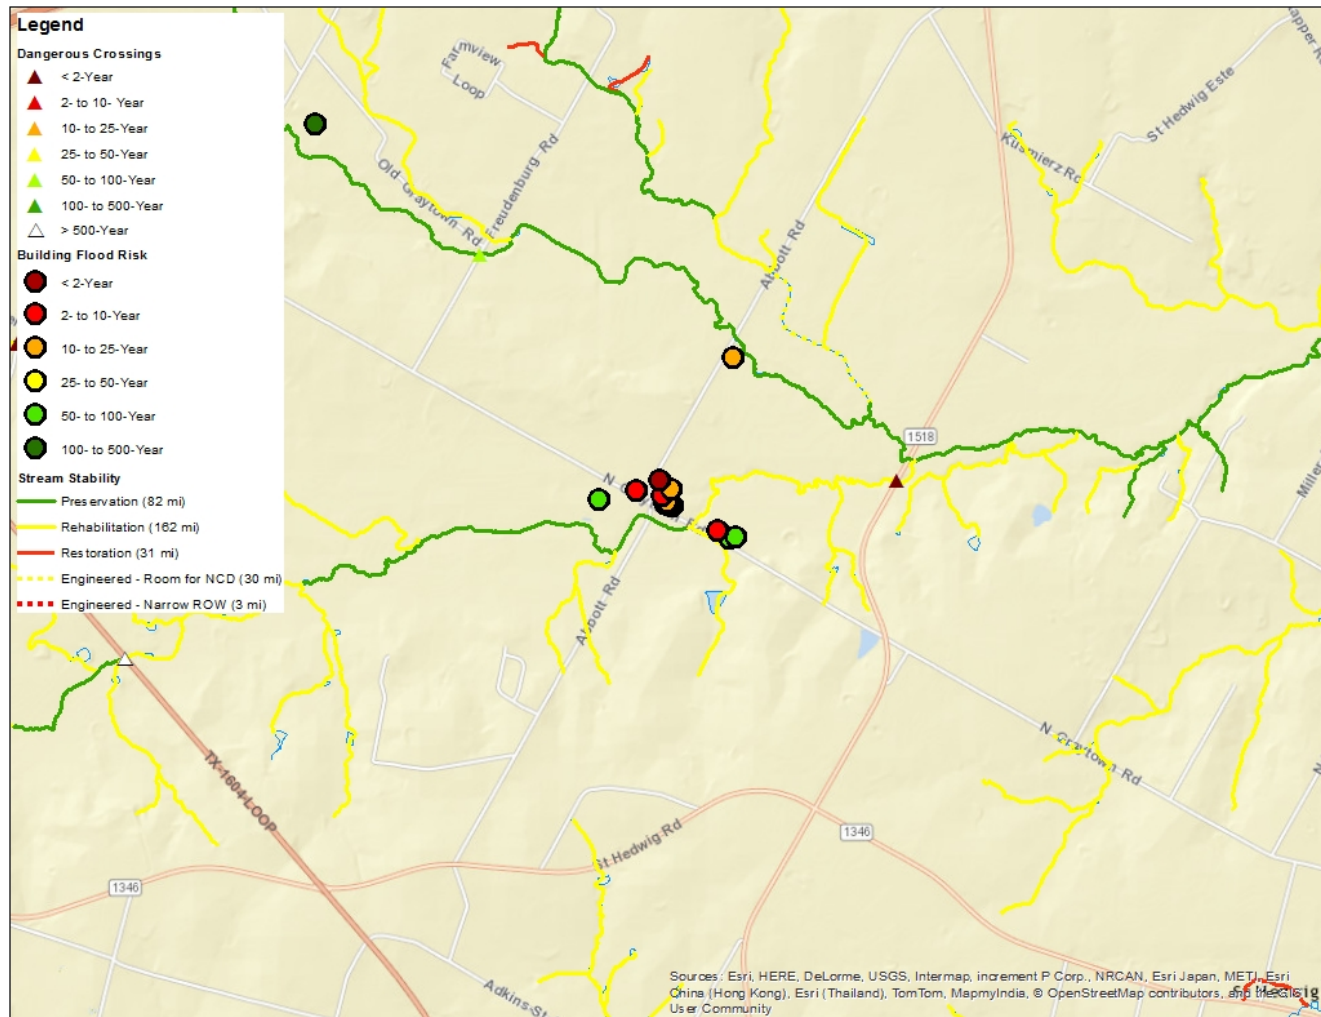 Legend
Dangerous Crossings
< 2-Year
2- to 10- Year
10- to 25-Year
25- to 50-Year
50- to 100-Year
100- to 500-Year
> 500-Year
Building Flood Risk
< 2-Year
2- to 10-Year
10- to 25-Year
25- to 50-Year
50- to 100-Year
100- to 500-Year
Stream Stability
Preservation (82 mi)
Rehabilitation (162 mi)
Restoration (31 mi)
Engineered - Room for NCD (30 mi)
Engineered - Narrow ROW (3 mi)
Farmview
Loop
Old Graytown Rd
Freudenburg Rd
Abbott Rd
St Hedwig Este
Kusmierz Rd
1518
N Graytown Rd
Abbott Rd
Miller
TX-1604-LOOP
N Graytown Rd
St Hedwig Rd
1346
1346
Adkins-St
Sources: Esri, HERE, DeLorme, USGS, Intermap, increment P Corp., NRCAN, Esri Japan, METI, Esri
China (Hong Kong), Esri (Thailand), TomTom, MapmyIndia, © OpenStreetMap contributors, and the GIS
User Community
St Hedwig